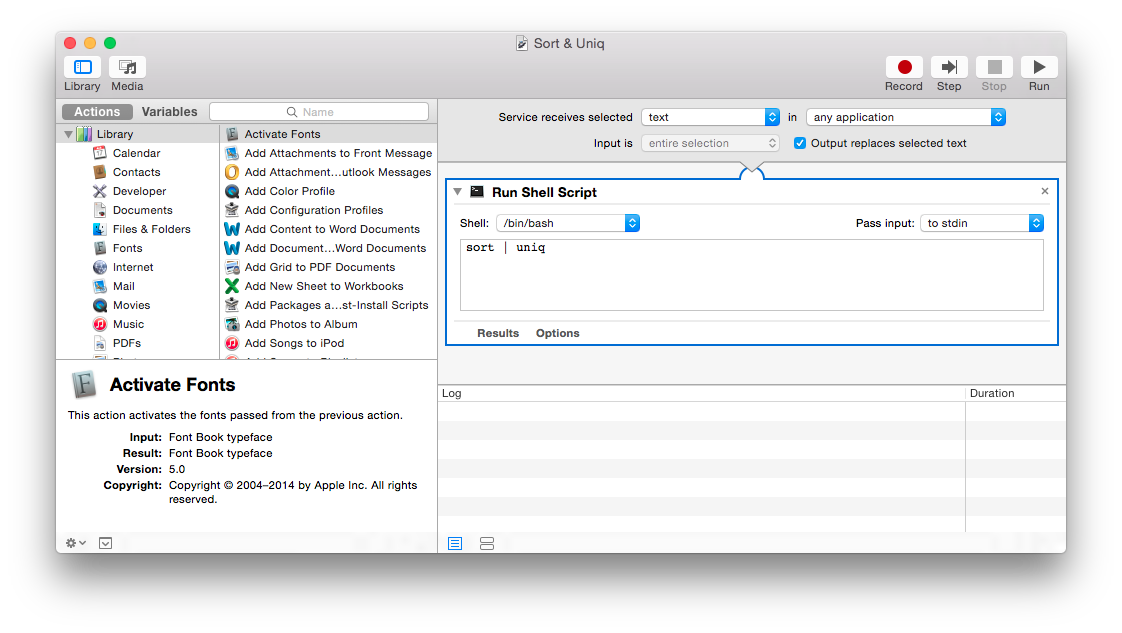 Sort & Uniq
Library Media
Record Step Stop Run
Actions Variables Name
Library
Calendar
Contacts
Developer
Documents
Files & Folders
Fonts
Internet
Mail
Movies
Music
PDFs
Activate Fonts
Add Attachments to Front Message
Add Attachment...utlook Messages
Add Color Profile
Add Configuration Profiles
Add Content to Word Documents
Add Document...Word Documents
Add Grid to PDF Documents
Add New Sheet to Workbooks
Add Packages a...st-Install Scripts
Add Photos to Album
Add Songs to iPod
Activate Fonts
This action activates the fonts passed from the previous action.
Input: Font Book typeface
Result: Font Book typeface
Version: 5.0
Copyright: Copyright © 2004–2014 by Apple Inc. All rights
reserved.
Service receives selected text in any application
Input is entire selection Output replaces selected text
Run Shell Script
Shell: /bin/bash Pass input: to stdin
sort | uniq
Results Options
Log Duration